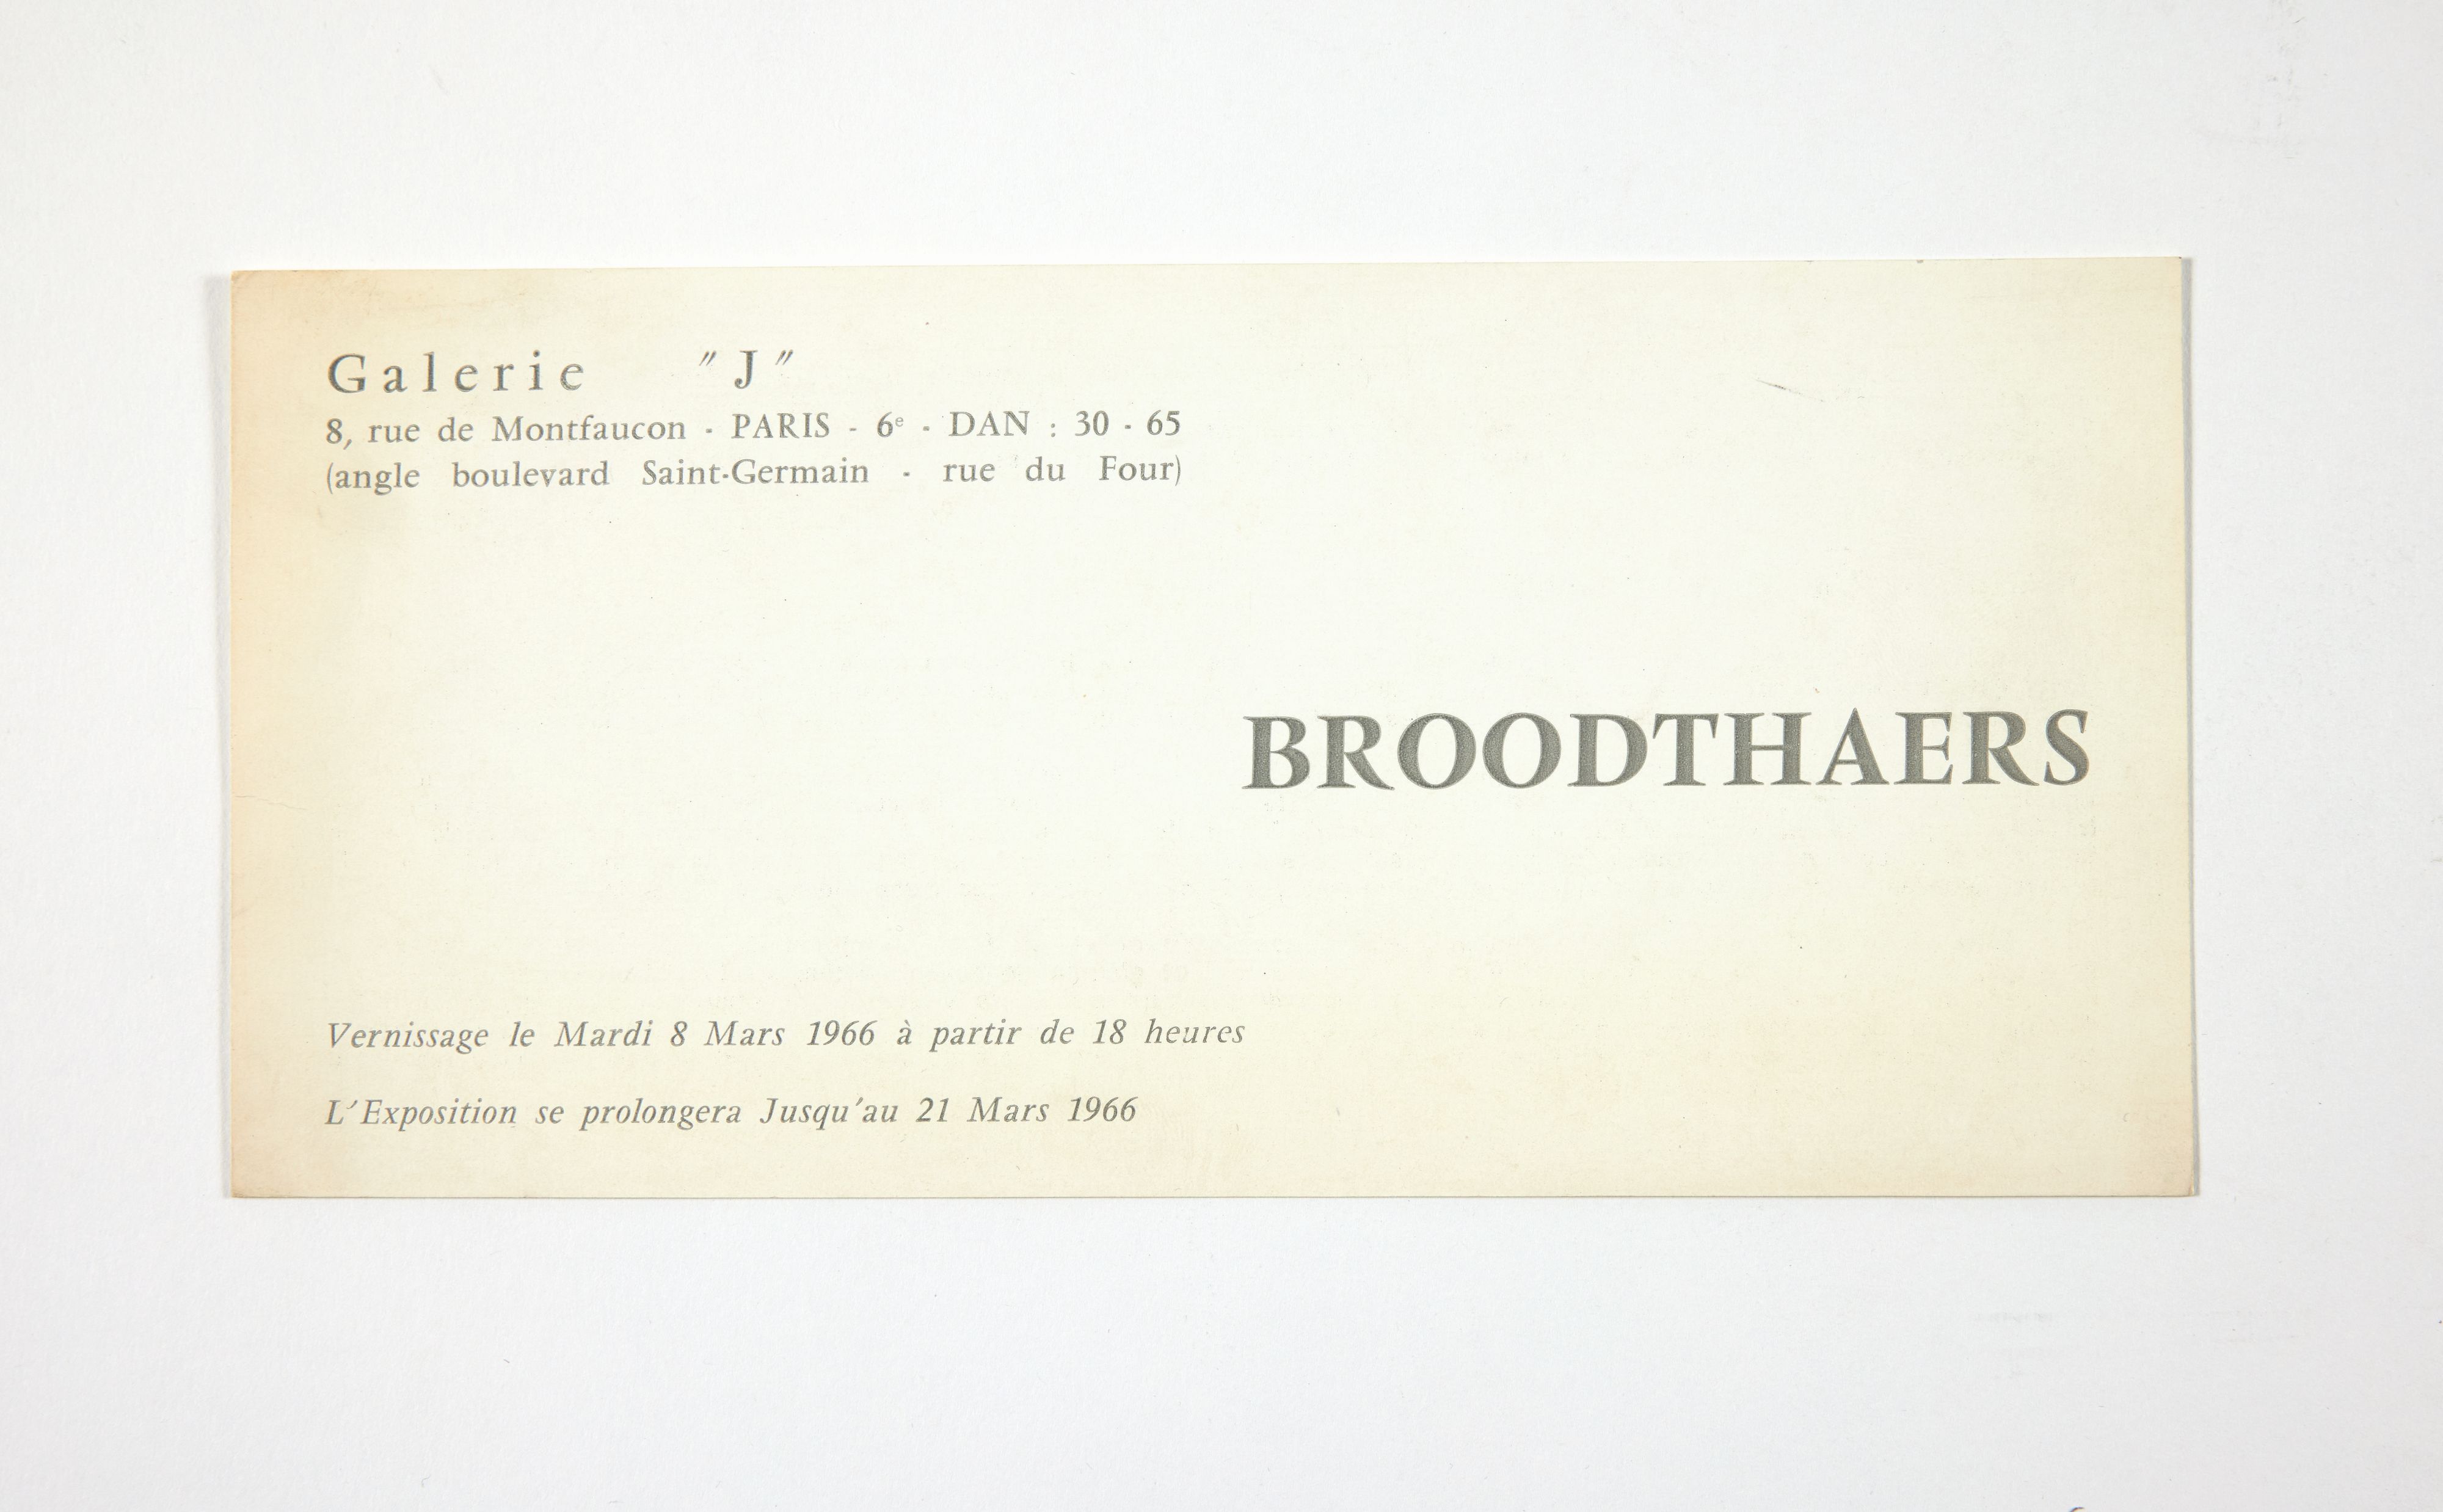 Galerie "J"
8, rue de Montfaucon - PARIS - 6e - DAN : 30 - 65
(angle boulevard Saint-Germain - rue du Four)
BROODTHAERS
Vernissage le Mardi 8 Mars 1966 à partir de 18 heures
L'Exposition se prolongera Jusqu'au 21 Mars 1966